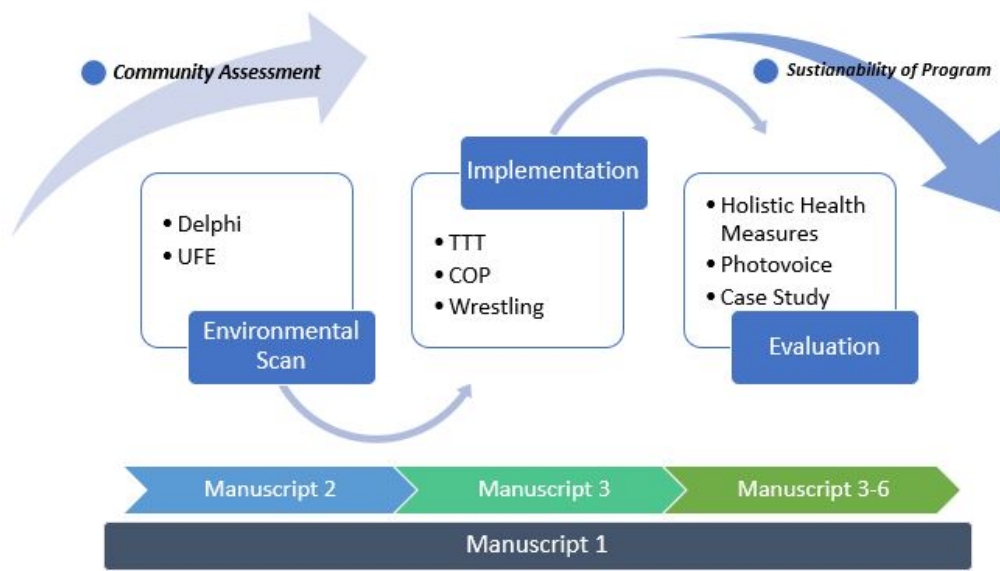 Community Assessment
Sustianability of Program
• Delphi
• UFE
Environmental
Scan
Implementation
• TTT
• COP
• Wrestling
• Holistic Health
Measures
• Photovoice
• Case Study
Evaluation
Manuscript 2
Manuscript 3
Manuscript 3-6
Manuscript 1